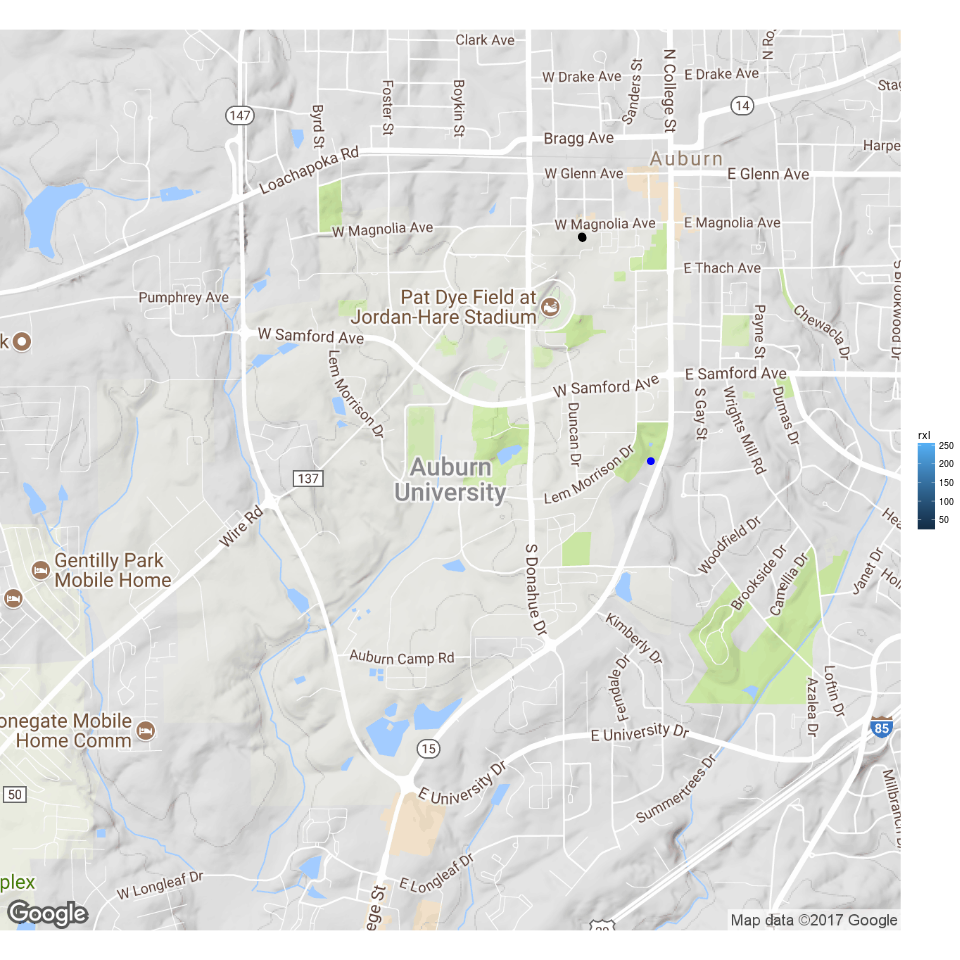 Clark Ave
N Ro
W Drake Ave
E Drake Ave
Sta
Foster St
Boykin St
Sanders St
N College St
147
Byrd St
14
Bragg Ave
Harpe
Auburn
Loachapoka Rd
W Glenn Ave
E Glenn Ave
W Magnolia Ave
W Magnolia Ave
E Magnolia Ave
E Thach Ave
S Brookwood Dr
Pumphrey Ave
Pat Dye Field at
Jordan-Hare Stadium
Payne St
Chewacla Dr
k
W Samford Ave
Lem Morrison Dr
W Samford Ave
E Samford Ave
S Gay St
Wrights Mill Rd
Dumas Dr
Duncan Dr
rxl
250
200
150
100
50
Auburn
University
137
Lem Morrison Dr
Wire Rd
Hea
Woodfield Dr
S Donahue Dr
Gentilly Park
Mobile Home
Brookside Dr
Camellia Dr
Janet Dr
Holl
Kimberly Dr
Auburn Camp Rd
Ferndale Dr
Loftin Dr
Azalea Dr
onegate Mobile
Home Comm
15
E University Dr
85
50
E University Dr
Summertrees Dr
Millbranch D
plex
W Longleaf Dr
E Longleaf Dr
ege St
Google
Map data ©2017 Google